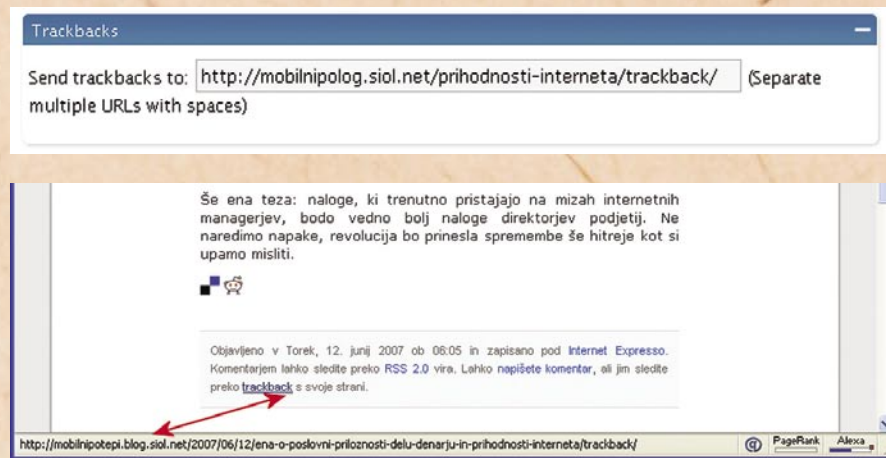 Trackbacks
Send trackbacks to: http://mobilnipolog.siol.net/prihodnosti-interneta/trackback/ (Separate
multiple URLs with spaces)
Še ena teza: naloge, ki trenutno pristajajo na mizah internetnih
managerjev, bodo vedno bolj naloge direktorjev podjetij. Ne
naredimo napake, revolucija bo prinesla spremembe še hitreje kot si
upamo misliti.
Objavljeno v Torek, 12. junij 2007 ob 06:05 in zapisano pod Internet Expresso.
Komentarjem lahko sledite preko RSS 2.0 vira. Lahko napišete komentar, ali jim sledite
preko trackback s svoje strani.
http://mobilnipotepi.blog.siol.net/2007/06/12/ena-o-poslovni-priloznosti-delu-denarju-in-prihodnosti-interneta/trackback/ @ PageRank Alexa